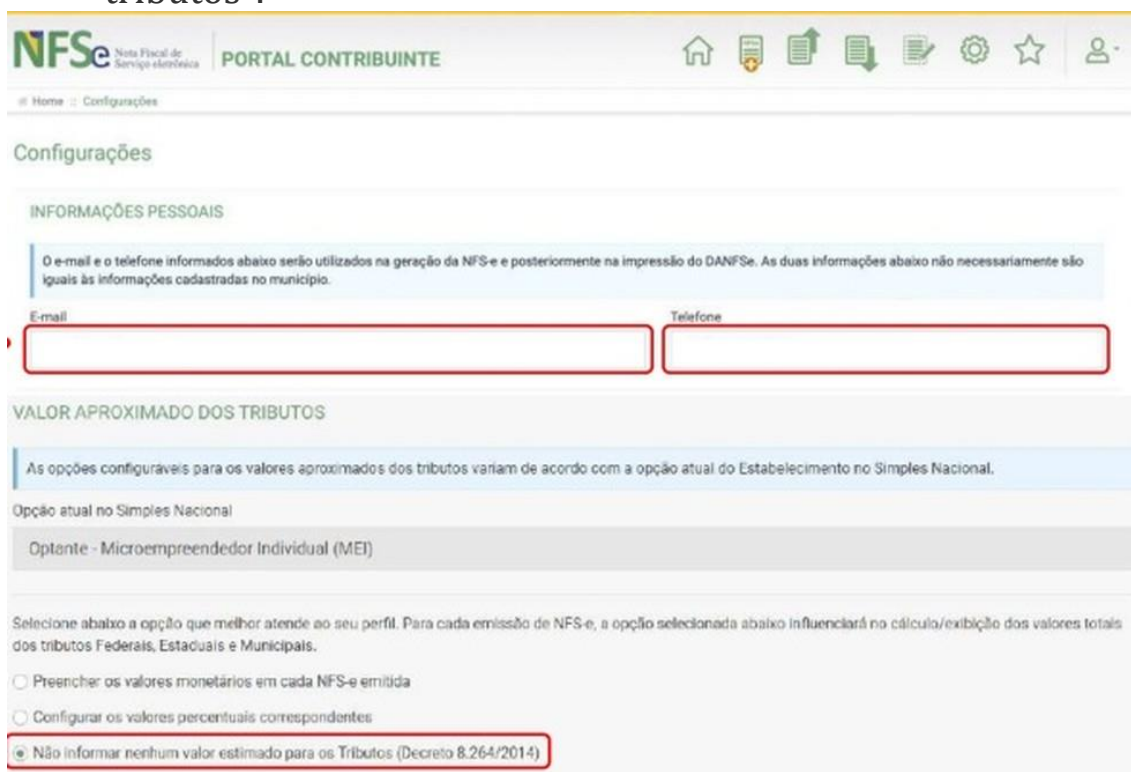 NFSe Nota Fiscal de Serviço eletrônica PORTAL CONTRIBUINTE
Home :: Configurações
Configurações
INFORMAÇÕES PESSOAIS
O e-mail e o telefone informados abaixo serão utilizados na geração da NFS-e e posteriormente na impressão do DANFSe. As duas informações abaixo não necessariamente são
iguais às informações cadastradas no município.
E-mail Telefone
VALOR APROXIMADO DOS TRIBUTOS
As opções configuráveis para os valores aproximados dos tributos variam de acordo com a opção atual do Estabelecimento no Simples Nacional.
Opção atual no Simples Nacional
Optante - Microempreendedor Individual (MEI)
Selecione abaixo a opção que melhor atende ao seu perfil. Para cada emissão de NFS-e, a opção selecionada abaixo influenciará no cálculo/exibição dos valores totais
dos tributos Federais, Estaduais e Municipais.
Preencher os valores monetários em cada NFS-e emitida
Configurar os valores percentuais correspondentes
Não informar nenhum valor estimado para os Tributos (Decreto 8.264/2014)